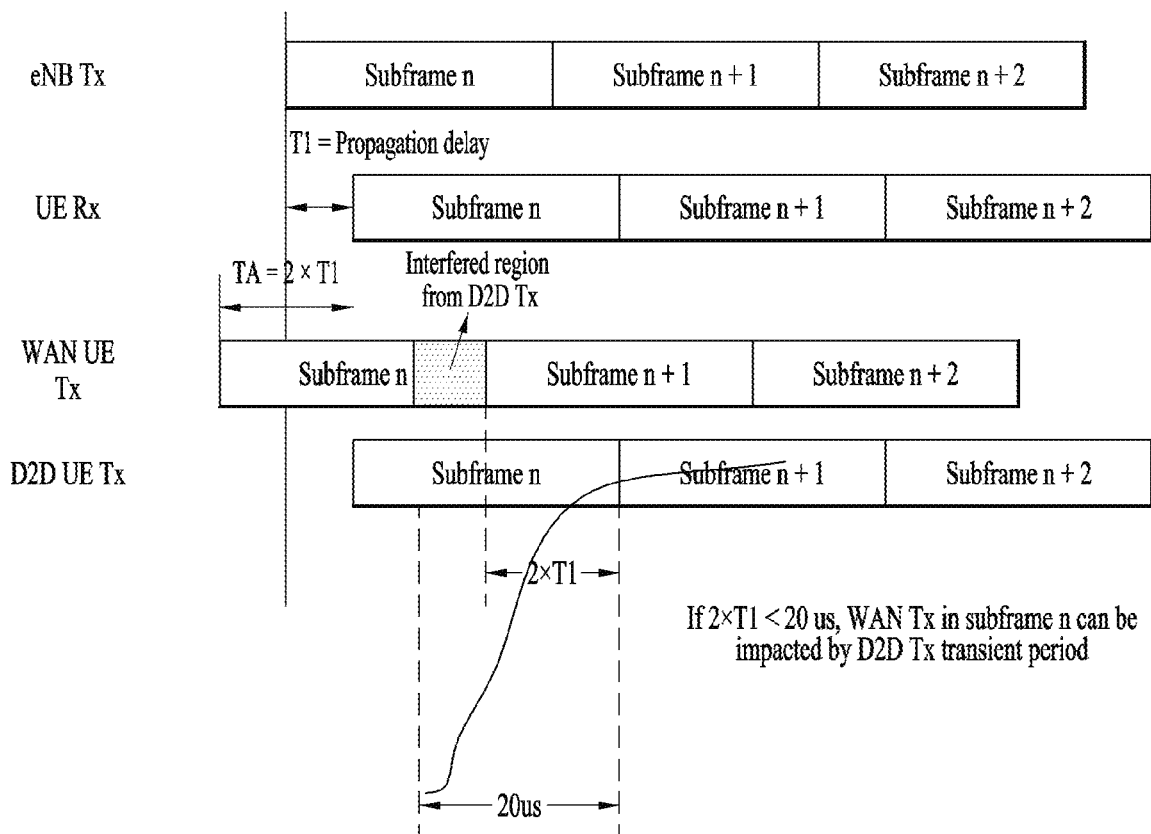 eNB Tx
Subframe n
Subframe n + 1
Subframe n + 2
T1 = Propagation delay
UE Rx
Subframe n
Subframe n + 1
Subframe n + 2
TA = 2 × T1
Interfered region
from D2D Tx
WAN UE
Tx
Subframe n
Subframe n + 1
Subframe n + 2
D2D UE Tx
Subframe n
Subframe n + 1
Subframe n + 2
2×T1
If 2×T1 < 20 us, WAN Tx in subframe n can be
impacted by D2D Tx transient period
20us